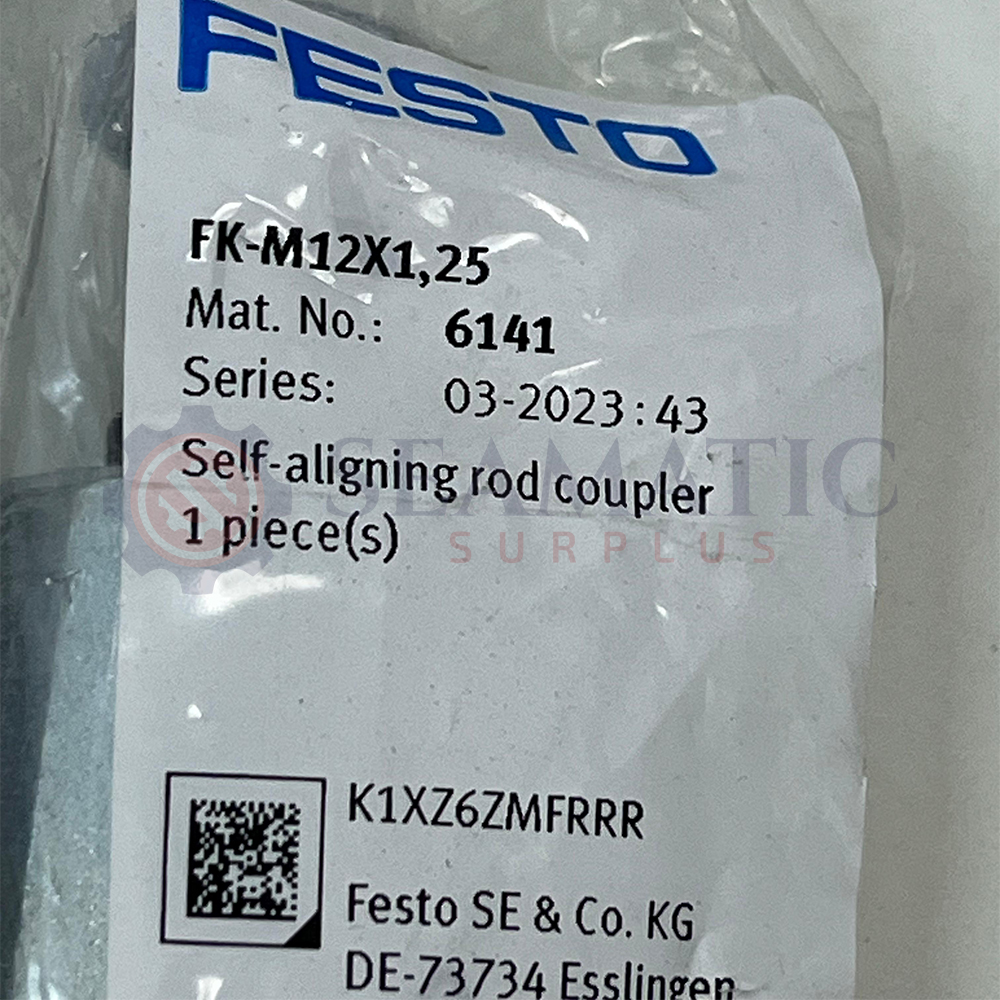 FESTO
FK-M12X1,25
Mat. No.: 6141
Series: 03-2023:43
Self-aligning rod coupler
1 piece(s)
SEAMATIC
SURPLUS
K1XZ6ZMFRRR
Festo SE & Co. KG
DE-73734 Esslingen